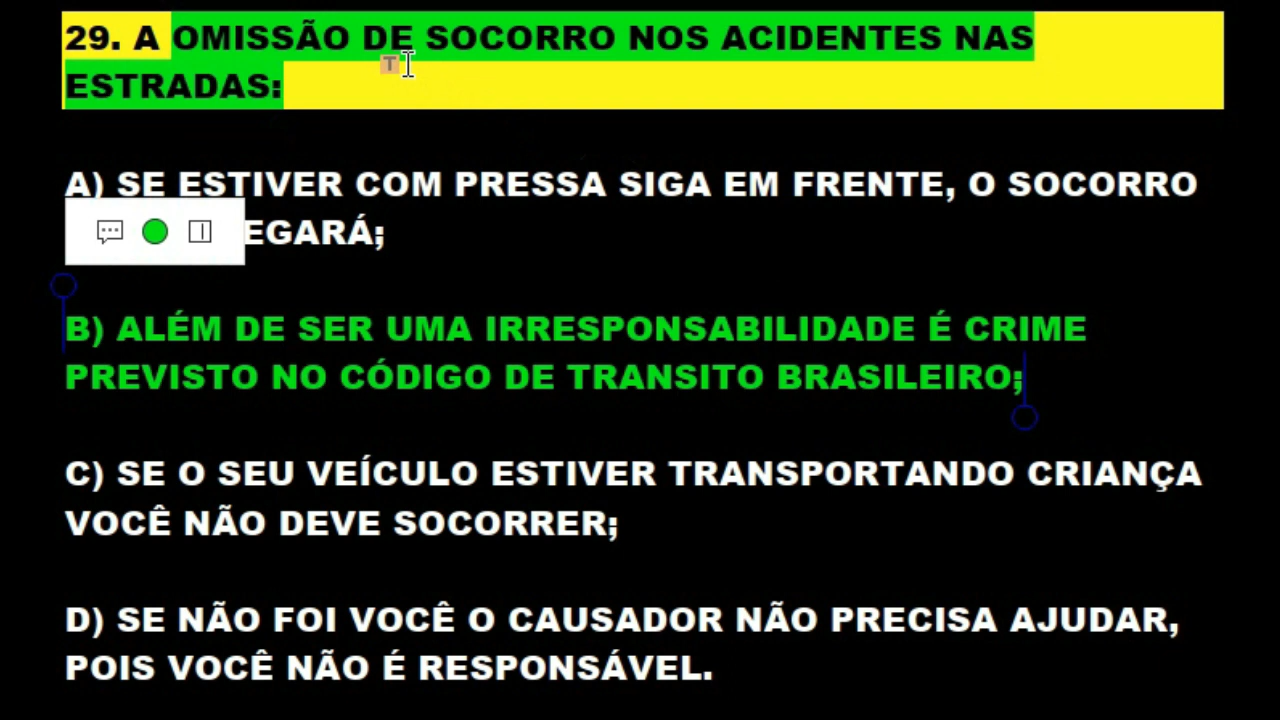 29. A OMISSÃO DE SOCORRO NOS ACIDENTES NAS
ESTRADAS:
T
A) SE ESTIVER COM PRESSA SIGA EM FRENTE, O SOCORRO
EGARÁ;
B) ALÉM DE SER UMA IRRESPONSABILIDADE É CRIME
PREVISTO NO CÓDIGO DE TRANSITO BRASILEIRO;
C) SE O SEU VEÍCULO ESTIVER TRANSPORTANDO CRIANÇA
VOCÊ NÃO DEVE SOCORRER;
D) SE NÃO FOI VOCÊ O CAUSADOR NÃO PRECISA AJUDAR,
POIS VOCÊ NÃO É RESPONSÁVEL.